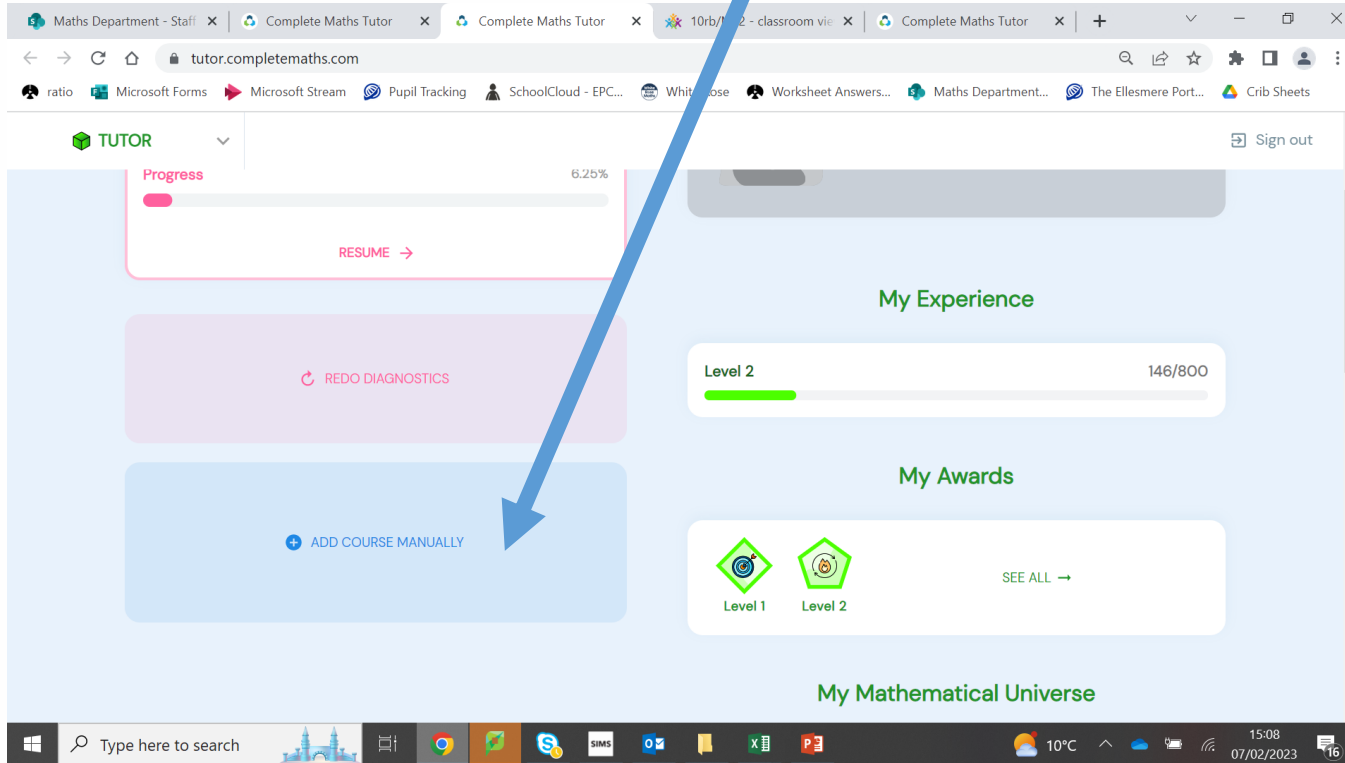 Maths Department - Staff
Complete Maths Tutor
Complete Maths Tutor
10rb/ 2 - classroom vie
Complete Maths Tutor
tutor.completemaths.com
ratio
Microsoft Forms
Microsoft Stream
Pupil Tracking
SchoolCloud - EPC...
Whit ose
Worksheet Answers...
Maths Department...
The Ellesmere Port...
Crib Sheets
TUTOR
Sign out
Progress
6.25%
RESUME →
REDO DIAGNOSTICS
ADD COURSE MANUALLY
My Experience
Level 2
146/800
My Awards
Level 1
Level 2
SEE ALL →
My Mathematical Universe
Type here to search
SIMS
10°C
15:08
07/02/2023
16